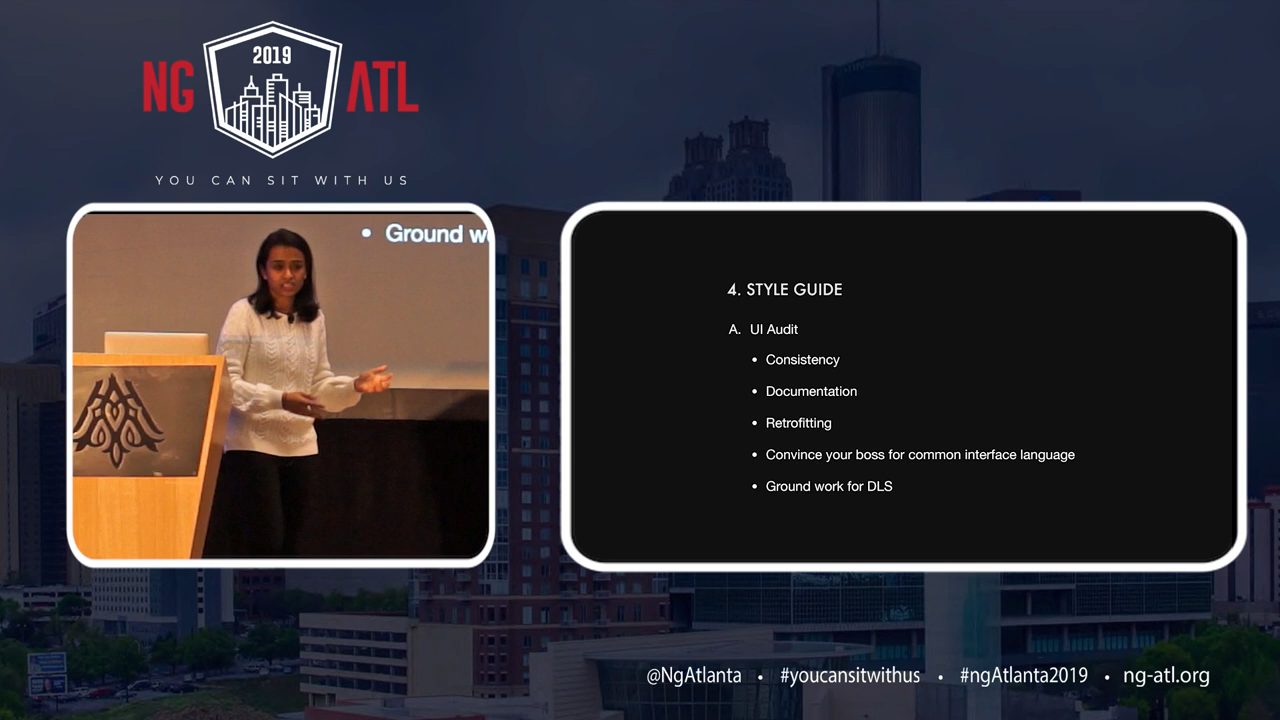 2019
NG ATL
YOU CAN SIT WITH US
• Ground w
4. STYLE GUIDE
A. UI Audit
• Consistency
• Documentation
• Retrofitting
• Convince your boss for common interface language
• Ground work for DLS
@NgAtlanta • #youcansitwithus • #ngAtlanta2019 • ng-atl.org